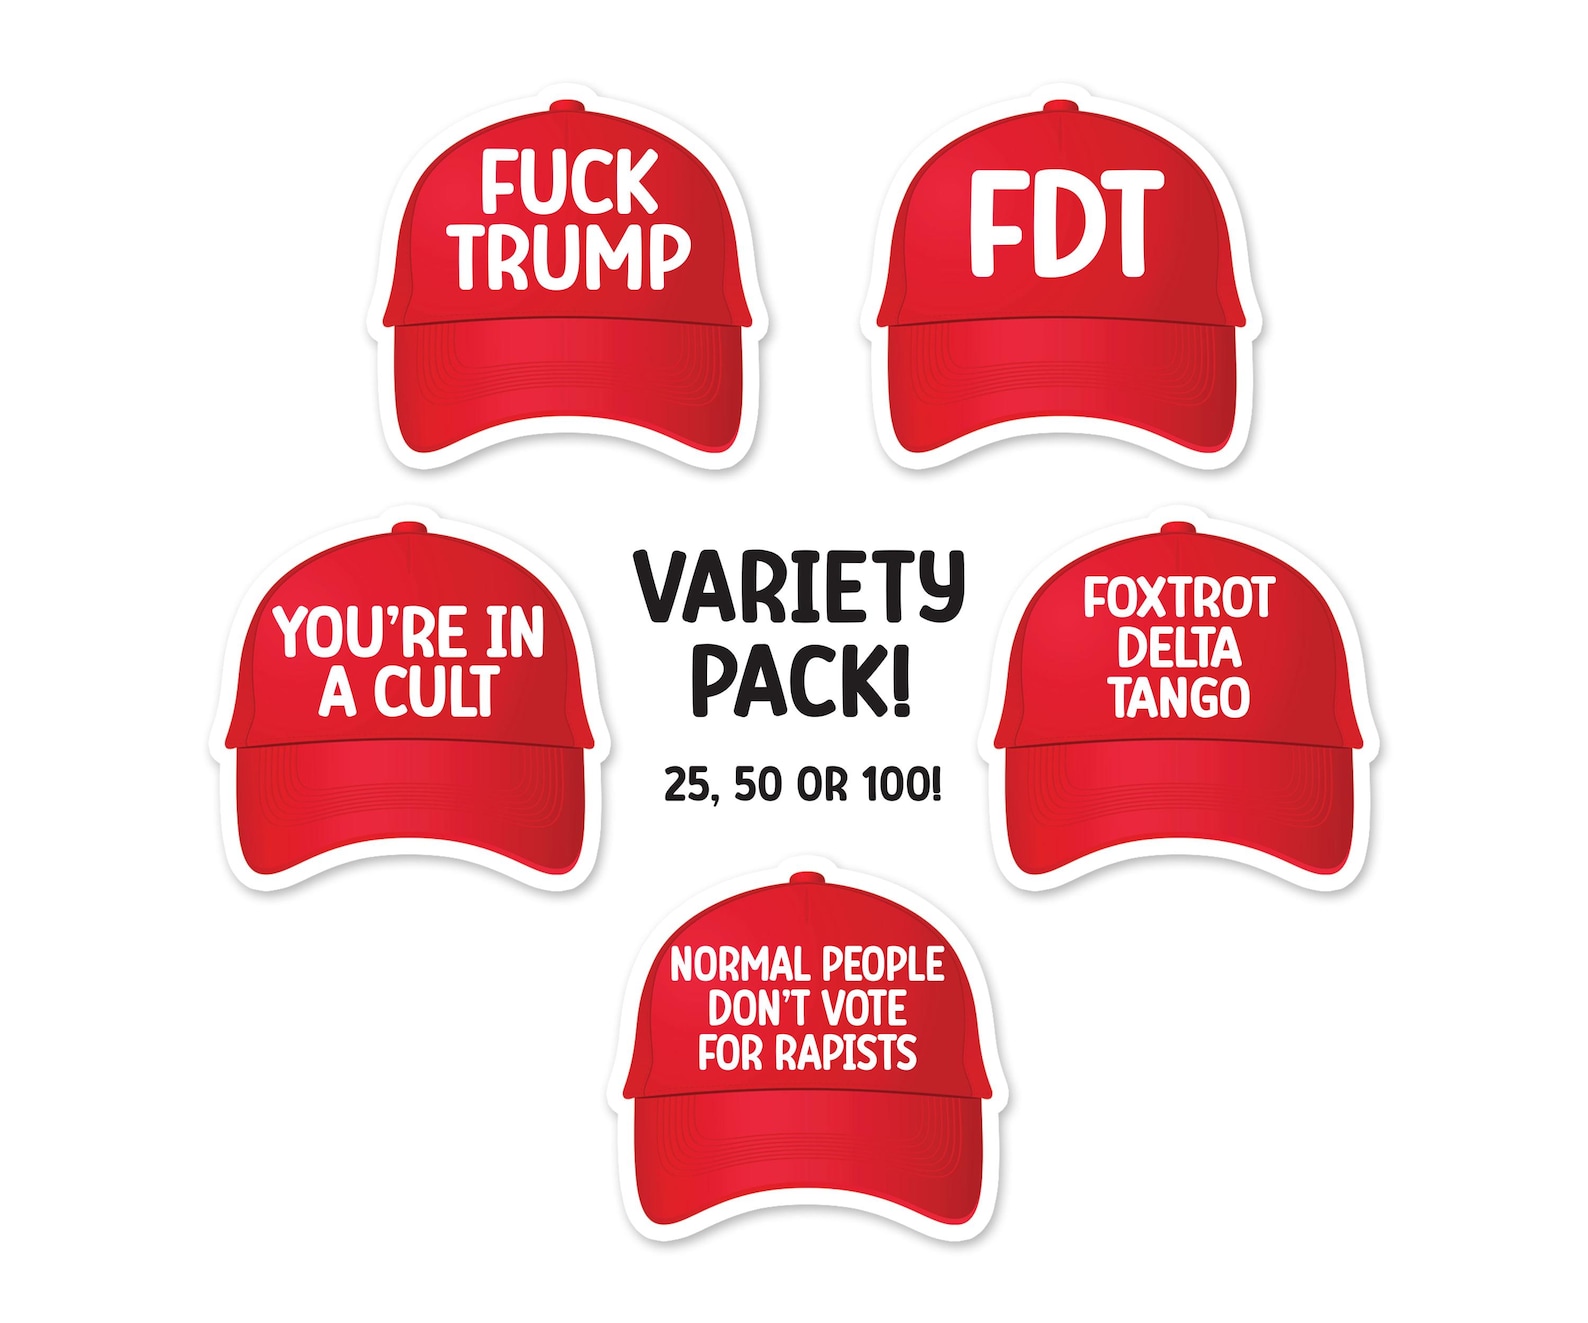 FUCK
TRUMP
FDT
YOU'RE IN
A CULT
VARIETY
PACK!
25, 50 OR 100!
FOXTROT
DELTA
TANGO
NORMAL PEOPLE
DON'T VOTE
FOR RAPISTS